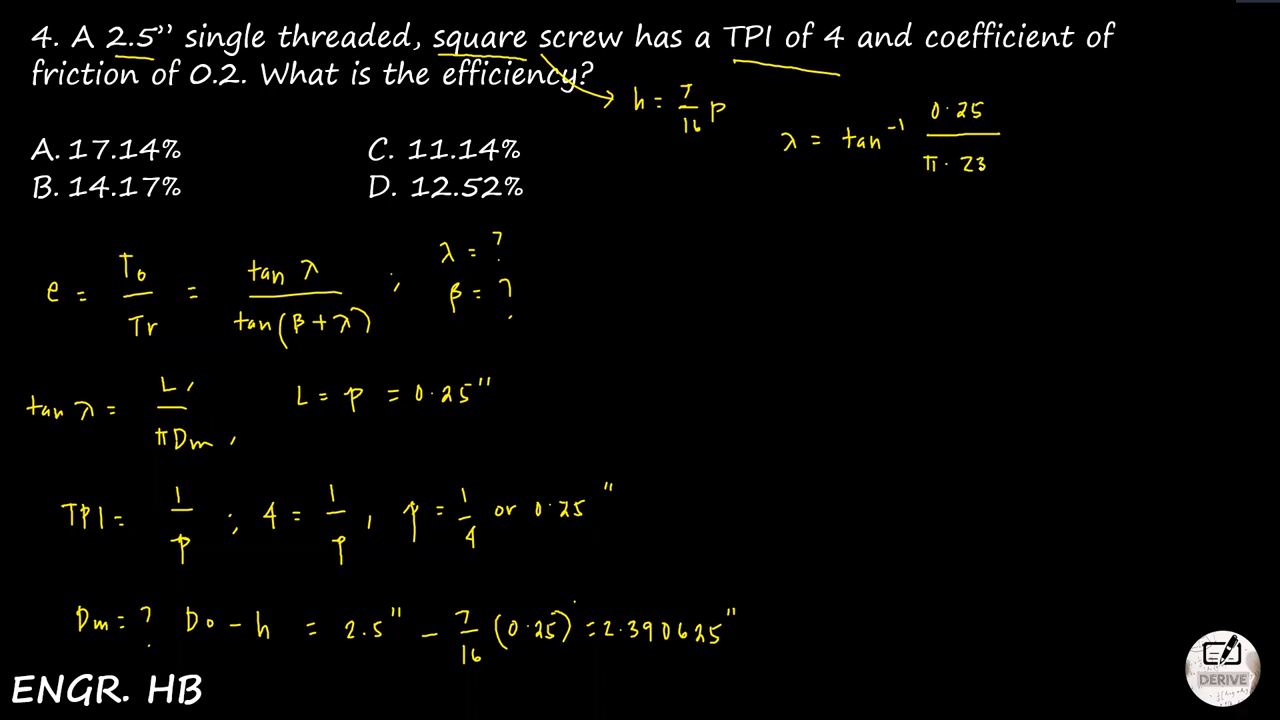 4. A 2.5” single threaded, square screw has a TPI of 4 and coefficient of
friction of 0.2. What is the efficiency?
h = 7/16 p
λ = tan⁻¹ 0.25 / π · 23
A. 17.14%
C. 11.14%
B. 14.17%
D. 12.52%
e = To / Tr = tan λ / tan(β + λ) ; λ = ?
β = ?
tan λ = L / πDm , L = p = 0.25"
TPI = 1/p ; 4 = 1/p , p = 1/4 or 0.25"
Dm = ? Do - h = 2.5" - 7/16 (0.25) = 2.390625"
ENGR. HB
DERIVE